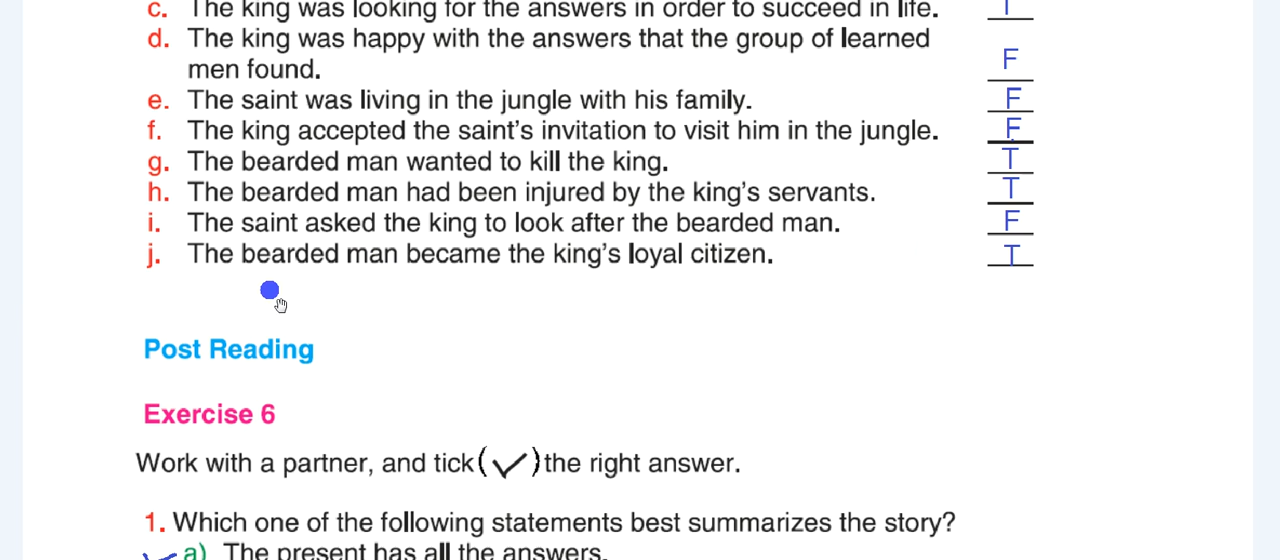 c. The king was looking for the answers in order to succeed in life. T
d. The king was happy with the answers that the group of learned
men found. F
e. The saint was living in the jungle with his family. F
f. The king accepted the saint's invitation to visit him in the jungle. F
g. The bearded man wanted to kill the king. T
h. The bearded man had been injured by the king's servants. T
i. The saint asked the king to look after the bearded man. F
j. The bearded man became the king's loyal citizen. T
Post Reading
Exercise 6
Work with a partner, and tick (✓) the right answer.
1. Which one of the following statements best summarizes the story?
✓ a) The present has all the answers.